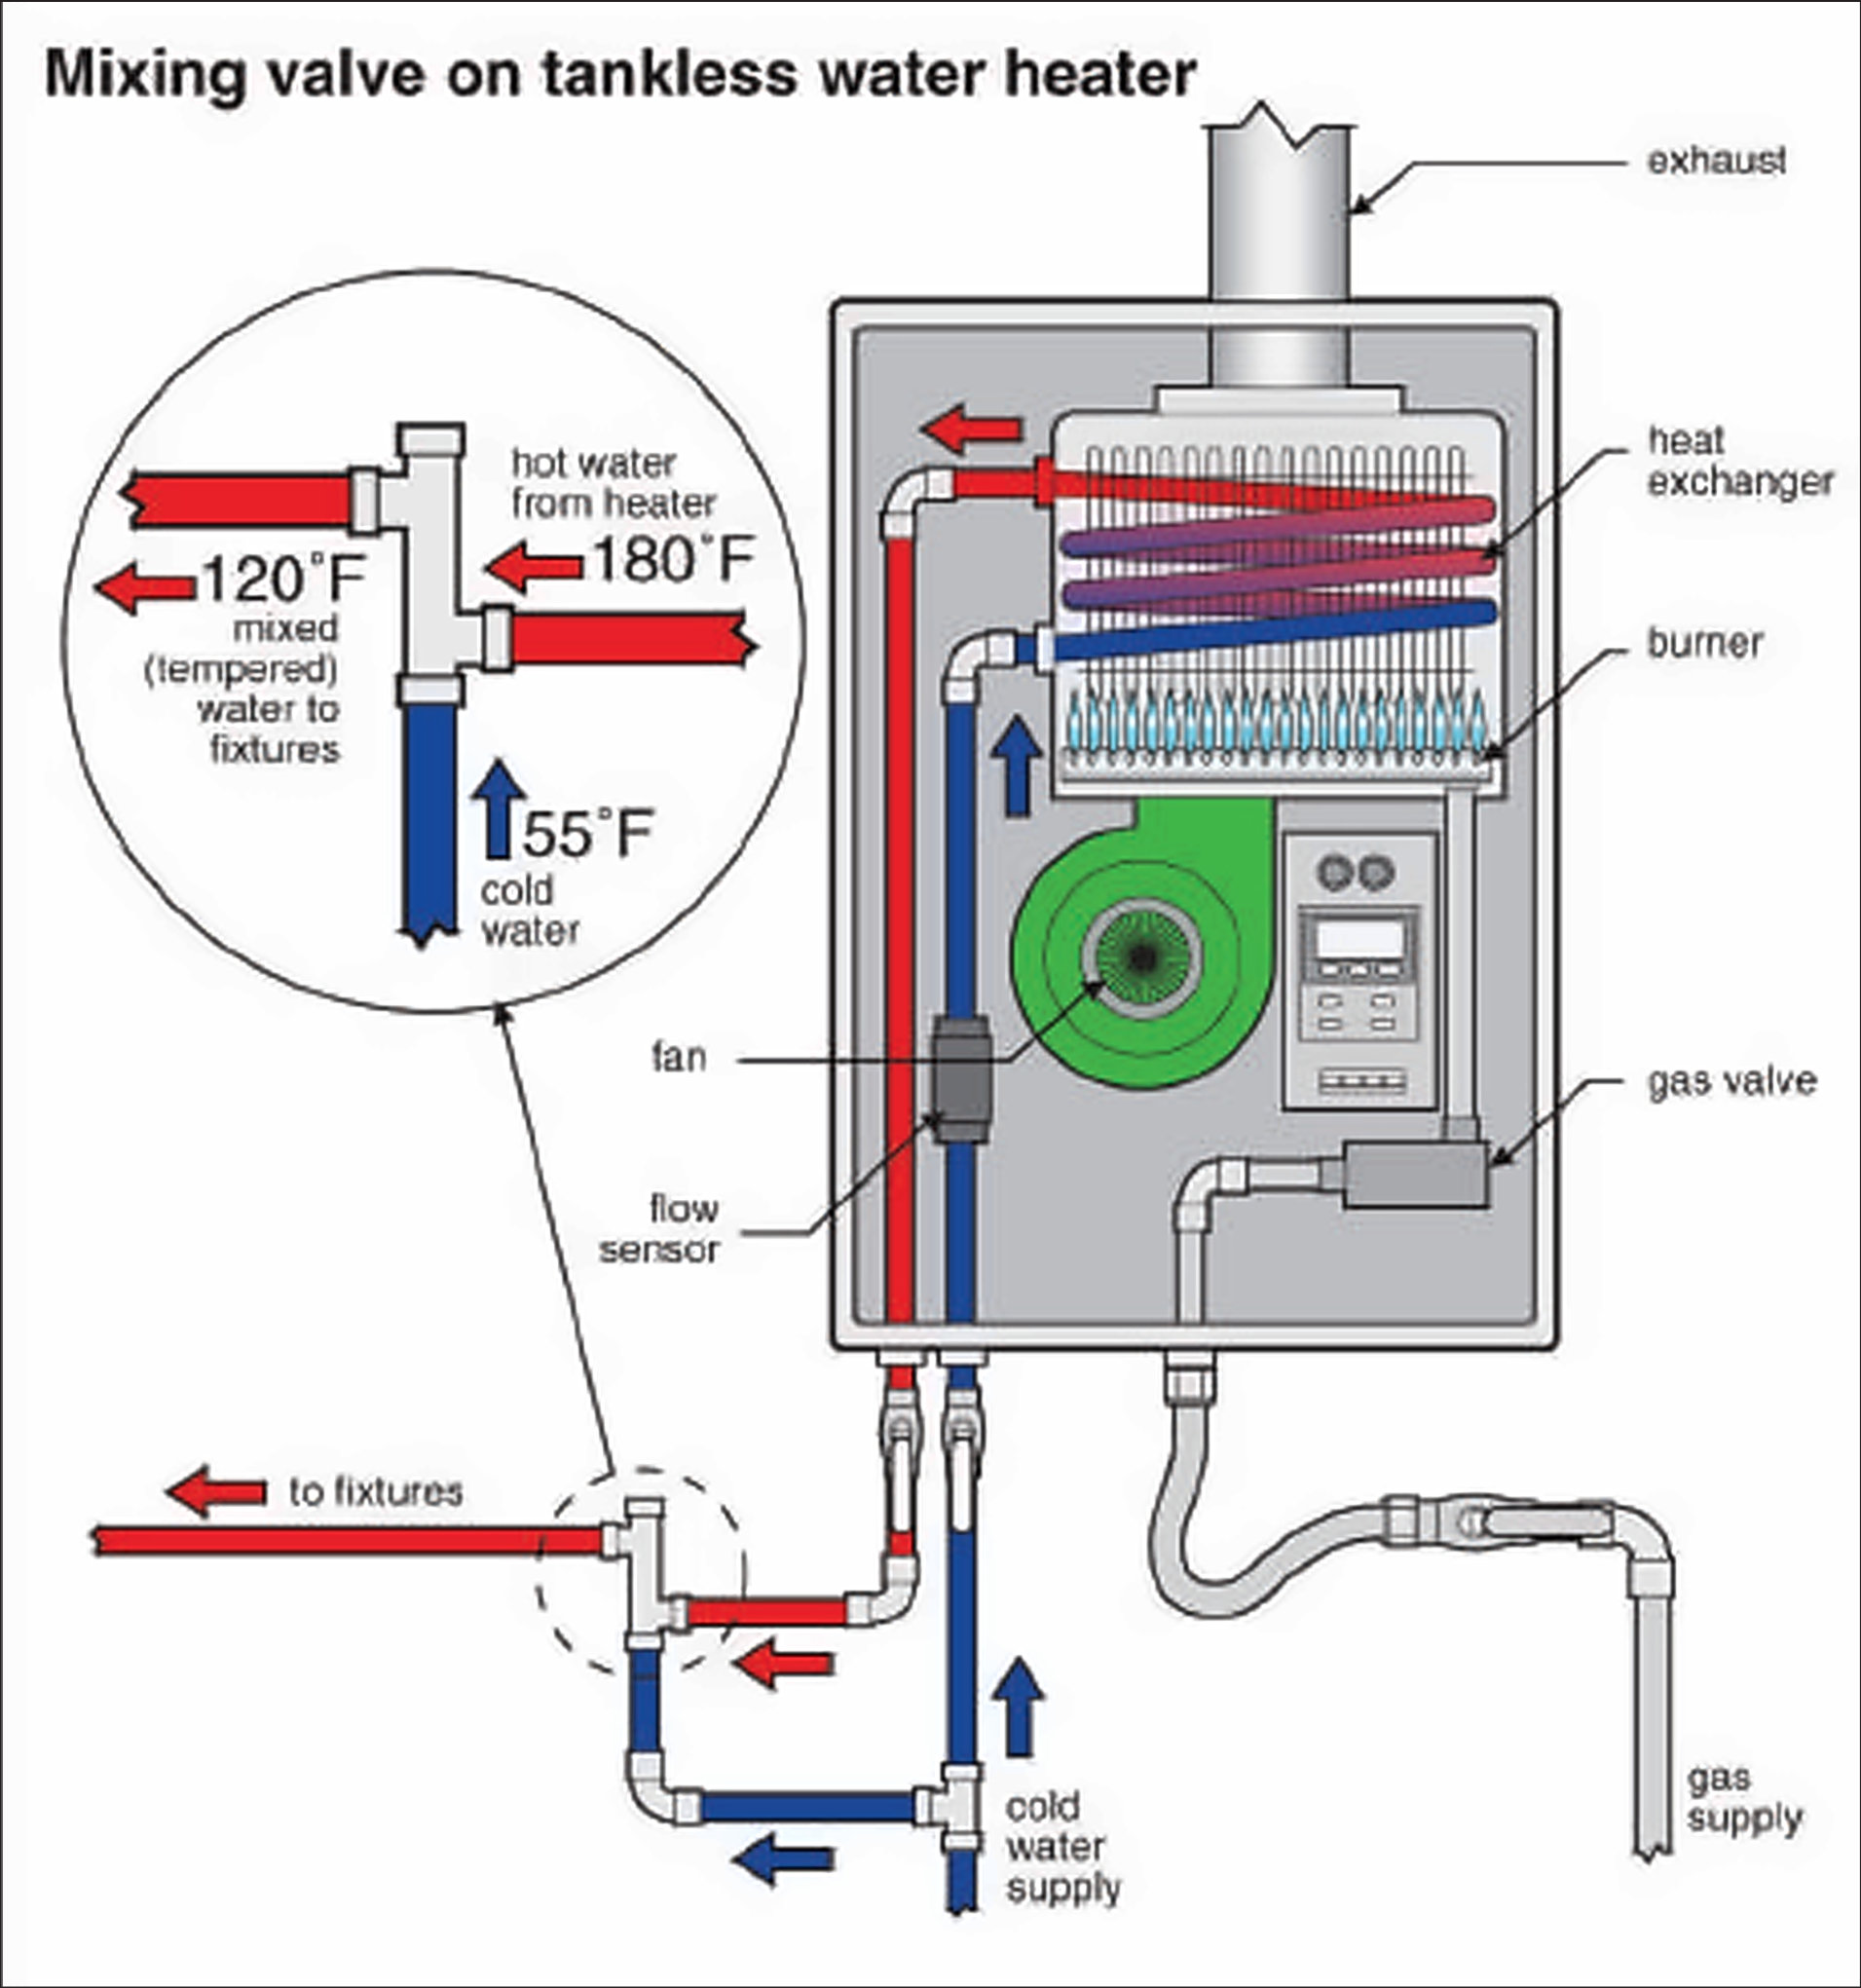 Mixing valve on tankless water heater
exhaust
heat
exchanger
burner
hot water
from heater
180°F
120°F
mixed
(tempered)
water to
fixtures
55°F
cold
water
fan
gas valve
flow
sensor
to fixtures
cold
water
supply
gas
supply